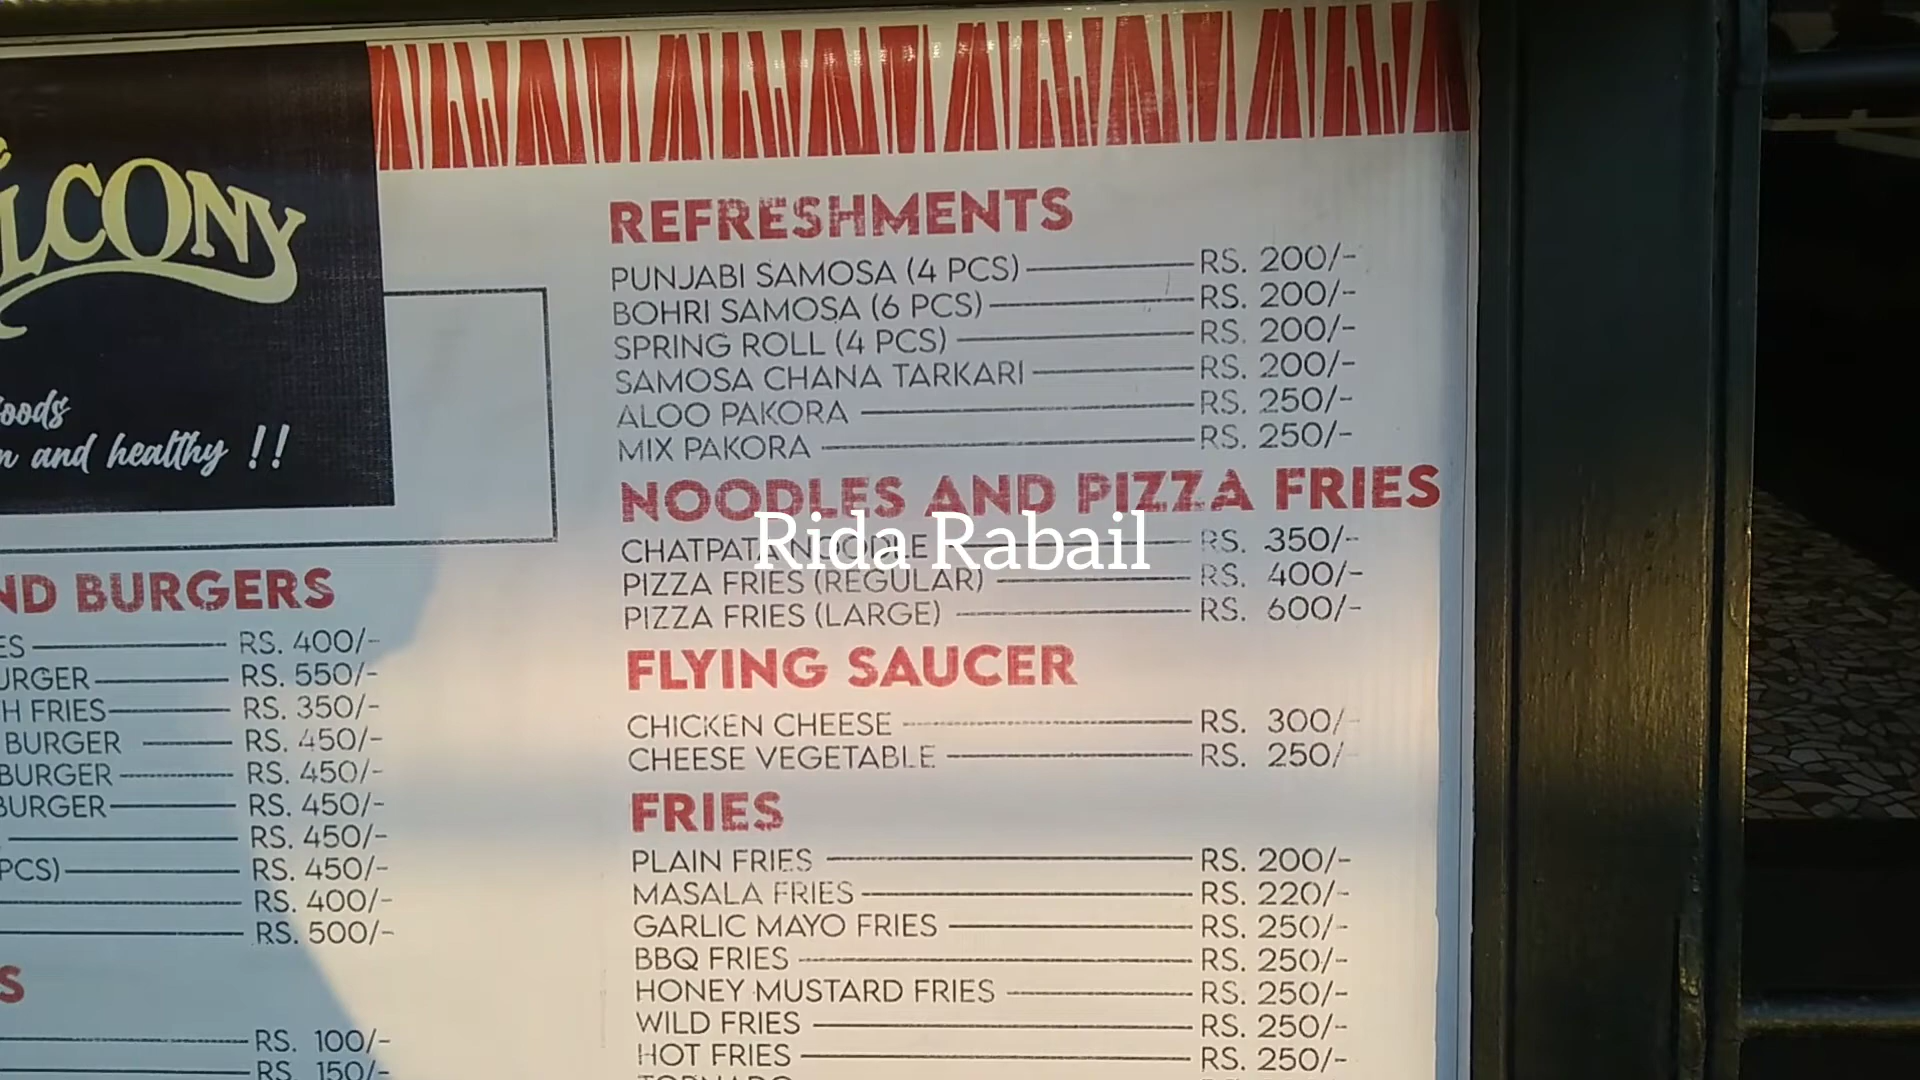 LCONY
foods
and healthy !!
ND BURGERS
ES RS. 400/-
URGER RS. 550/-
H FRIES RS. 350/-
BURGER RS. 450/-
BURGER RS. 450/-
BURGER RS. 450/-
RS. 450/-
PCS) RS. 450/-
RS. 400/-
RS. 500/-
S
RS. 100/-
RS. 150/-
REFRESHMENTS
PUNJABI SAMOSA (4 PCS) RS. 200/-
BOHRI SAMOSA (6 PCS) RS. 200/-
SPRING ROLL (4 PCS) RS. 200/-
SAMOSA CHANA TARKARI RS. 200/-
ALOO PAKORA RS. 250/-
MIX PAKORA RS. 250/-
NOODLES AND PIZZA FRIES
CHATPATA NOODLE RS. 350/-
Rida Rabail
PIZZA FRIES (REGULAR) RS. 400/-
PIZZA FRIES (LARGE) RS. 600/-
FLYING SAUCER
CHICKEN CHEESE RS. 300/-
CHEESE VEGETABLE RS. 250/-
FRIES
PLAIN FRIES RS. 200/-
MASALA FRIES RS. 220/-
GARLIC MAYO FRIES RS. 250/-
BBQ FRIES RS. 250/-
HONEY MUSTARD FRIES RS. 250/-
WILD FRIES RS. 250/-
HOT FRIES RS. 250/-